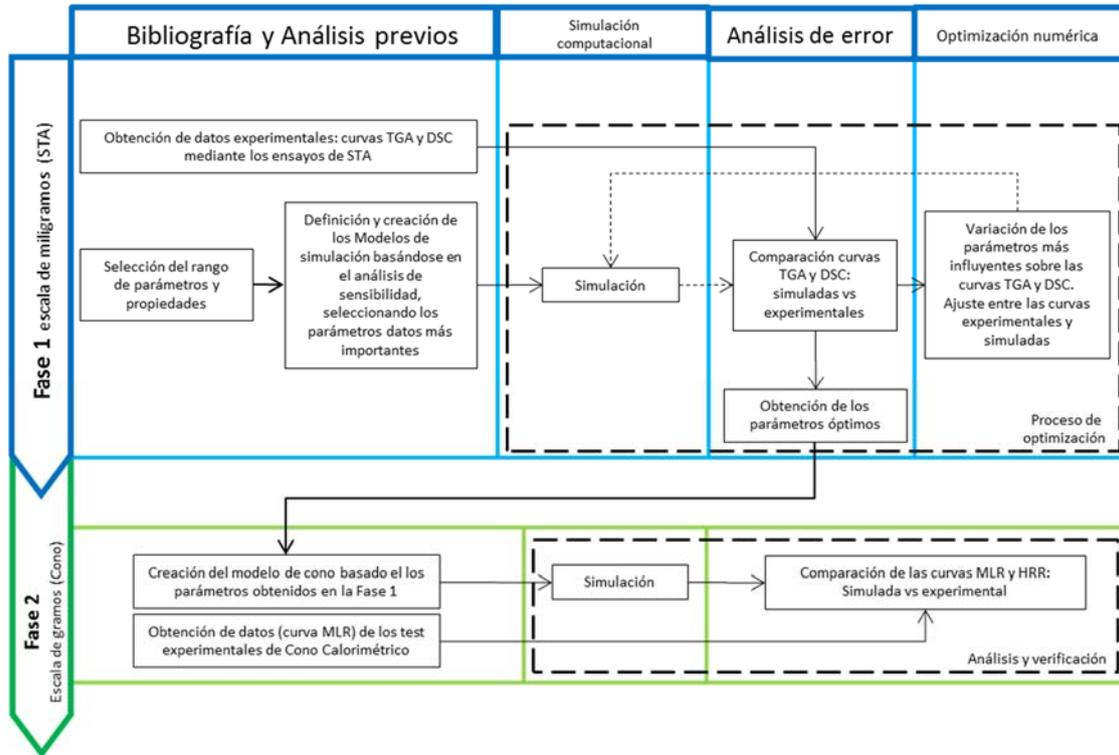 Bibliografía y Análisis previos
Simulación
computacional
Análisis de error
Optimización numérica
Fase 1 escala de miligramos (STA)
Obtención de datos experimentales: curvas TGA y DSC
mediante los ensayos de STA
Selección del rango
de parámetros y
propiedades
Definición y creación de
los Modelos de
simulación basándose en
el análisis de
sensibilidad,
seleccionando los
parámetros datos más
importantes
Simulación
Comparación curvas
TGA y DSC:
simuladas vs
experimentales
Variación de los
parámetros más
influyentes sobre las
curvas TGA y DSC.
Ajuste entre las curvas
experimentales y
simuladas
Obtención de los
parámetros óptimos
Proceso de
optimización
Fase 2
Escala de gramos (Cono)
Creación del modelo de cono basado el los
parámetros obtenidos en la Fase 1
Simulación
Comparación de las curvas MLR y HRR:
Simulada vs experimental
Obtención de datos (curva MLR) de los test
experimentales de Cono Calorimétrico
Análisis y verificación